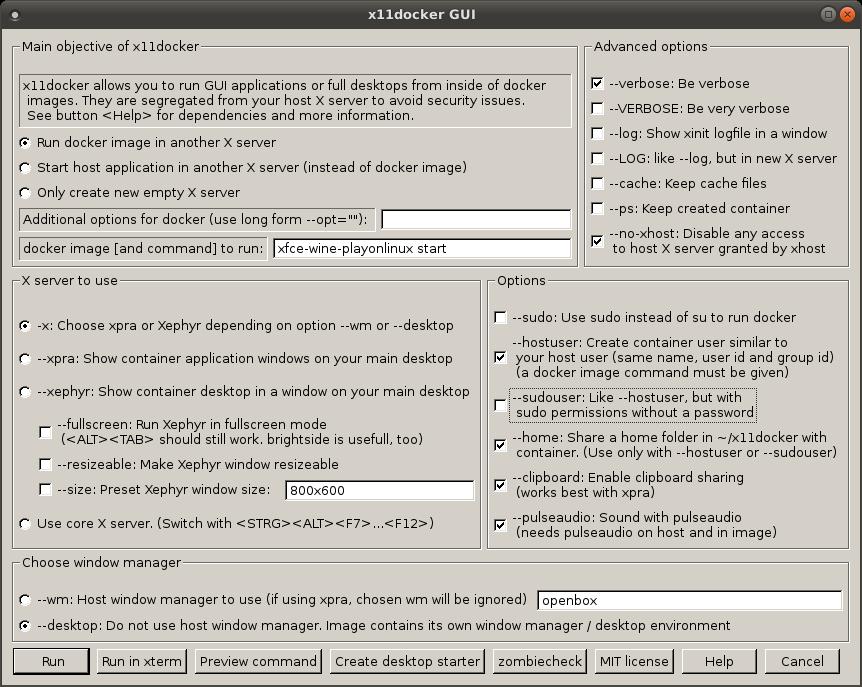 x11docker GUI
Main objective of x11docker
x11docker allows you to run GUI applications or full desktops from inside of docker
images. They are segregated from your host X server to avoid security issues.
See button <Help> for dependencies and more information.
Run docker image in another X server
Start host application in another X server (instead of docker image)
Only create new empty X server
Additional options for docker (use long form --opt=""):
docker image [and command] to run: xfce-wine-playonlinux start
Advanced options
--verbose: Be verbose
--VERBOSE: Be very verbose
--log: Show xinit logfile in a window
--LOG: like --log, but in new X server
--cache: Keep cache files
--ps: Keep created container
--no-xhost: Disable any access
to host X server granted by xhost
X server to use
-x: Choose xpra or Xephyr depending on option --wm or --desktop
--xpra: Show container application windows on your main desktop
--xephyr: Show container desktop in a window on your main desktop
--fullscreen: Run Xephyr in fullscreen mode
(<ALT><TAB> should still work. brightside is usefull, too)
--resizeable: Make Xephyr window resizeable
--size: Preset Xephyr window size: 800x600
Use core X server. (Switch with <STRG><ALT><F7>...<F12>)
Options
--sudo: Use sudo instead of su to run docker
--hostuser: Create container user similar to
your host user (same name, user id and group id)
(a docker image command must be given)
--sudouser: Like --hostuser, but with
sudo permissions without a password
--home: Share a home folder in ~/x11docker with
container. (Use only with --hostuser or --sudouser)
--clipboard: Enable clipboard sharing
(works best with xpra)
--pulseaudio: Sound with pulseaudio
(needs pulseaudio on host and in image)
Choose window manager
--wm: Host window manager to use (if using xpra, chosen wm will be ignored) openbox
--desktop: Do not use host window manager. Image contains its own window manager / desktop environment
Run Run in xterm Preview command Create desktop starter zombiecheck MIT license Help Cancel